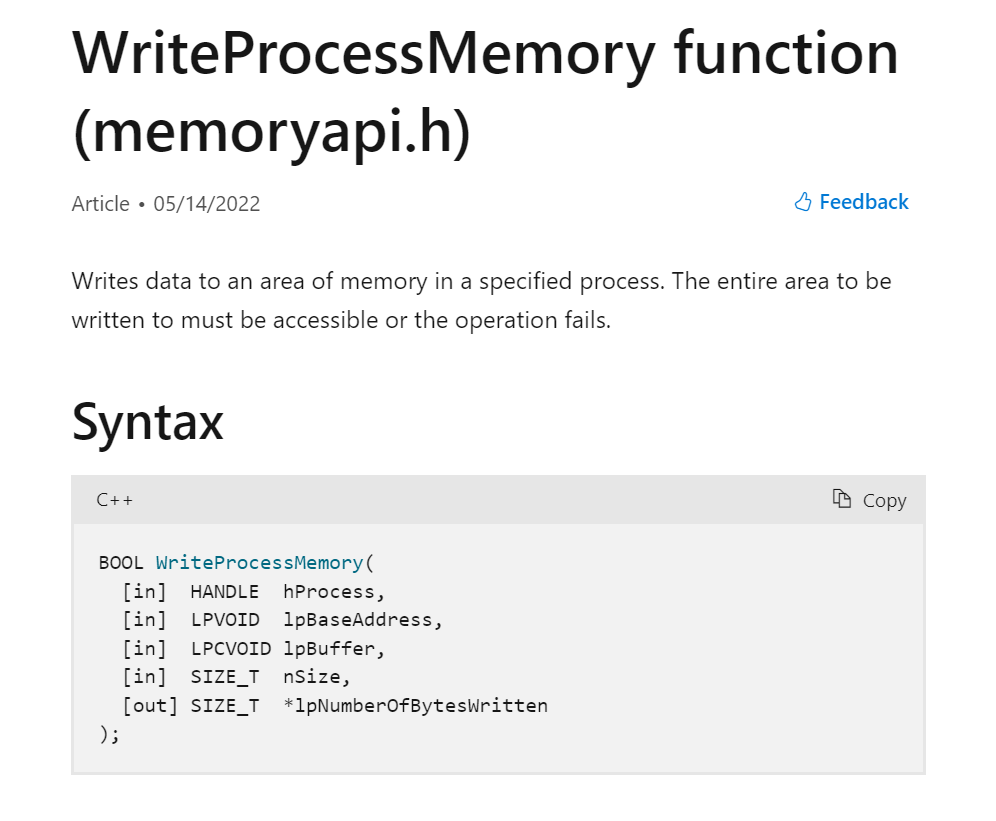 WriteProcessMemory function
(memoryapi.h)
Article • 05/14/2022
Feedback
Writes data to an area of memory in a specified process. The entire area to be
written to must be accessible or the operation fails.
Syntax
C++
Copy
BOOL WriteProcessMemory(
  [in]  HANDLE  hProcess,
  [in]  LPVOID  lpBaseAddress,
  [in]  LPCVOID lpBuffer,
  [in]  SIZE_T  nSize,
  [out] SIZE_T  *lpNumberOfBytesWritten
);